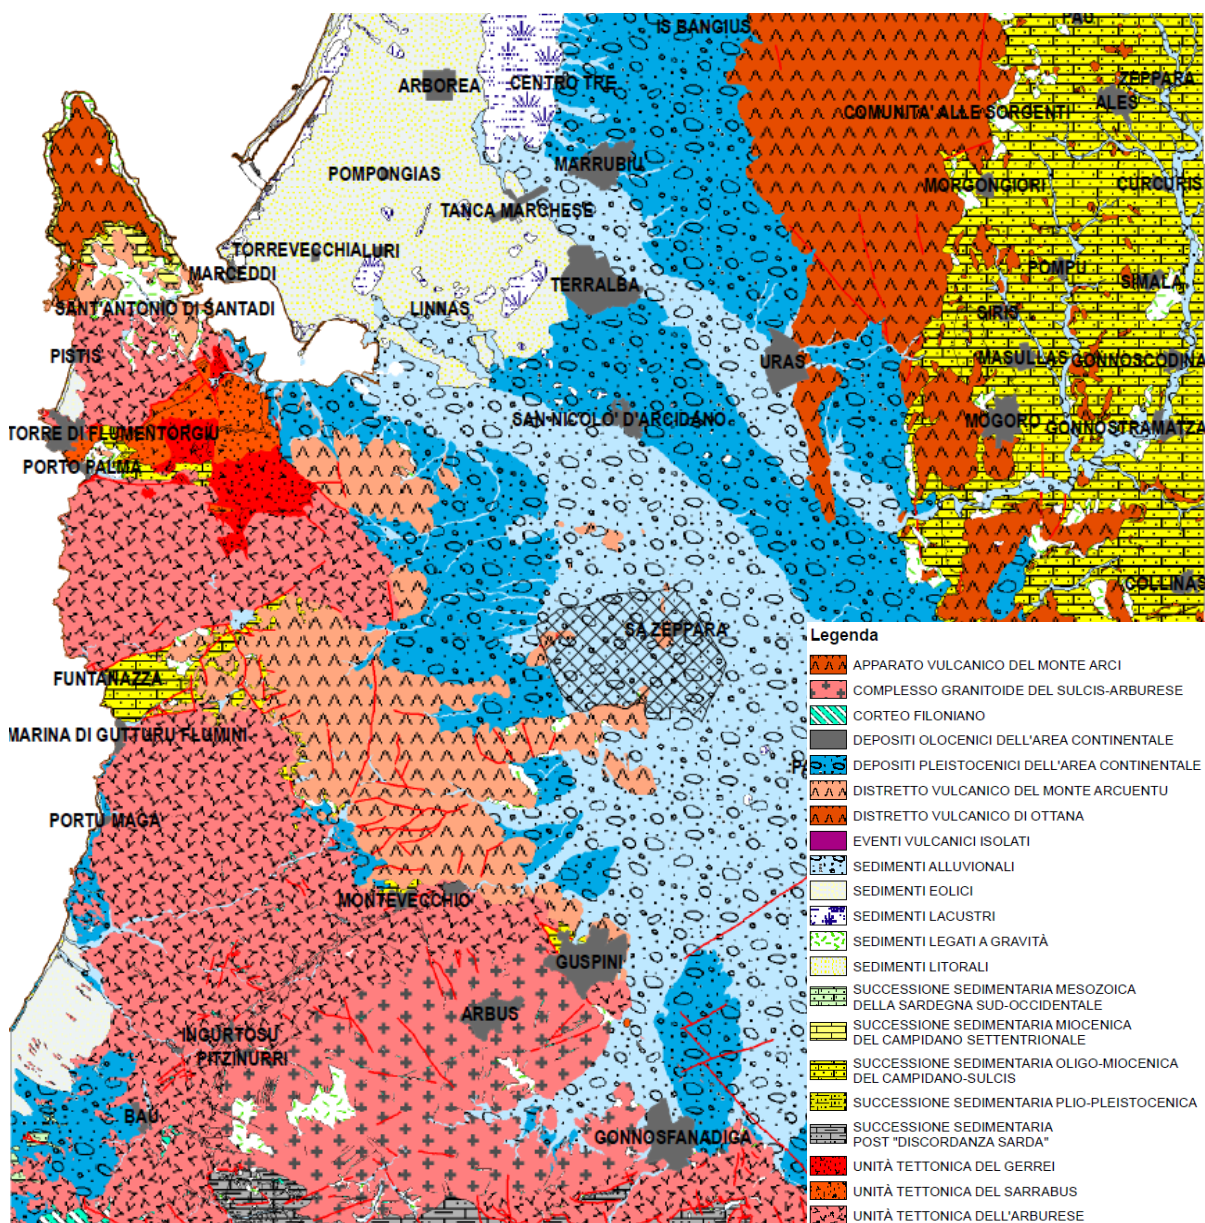 PAU
IS BANGIUS
ZEPPARA
ARBOREA
CENTRO TRE
ALES
COMUNITA' ALLE SORGENTI
MARRUBIU
POMPONGIAS
MORGONGIORI
CURCURIS
TANCA MARCHESE
TORREVECCHIA
LURI
MARCEDDI
POMPU
TERRALBA
SIMALA
SANT'ANTONIO DI SANTADI
LINNAS
SIRIS
PISTIS
URAS
MASULLAS
GONNOSCODINA
SAN NICOLO' D'ARCIDANO
MOGORO
GONNOSTRAMATZA
TORRE DI FLUMENTORGIU
PORTO PALMA
COLLINAS
SA ZEPPARA
FUNTANAZZA
MARINA DI GUTTURU FLUMINI
PORTU MAGA
MONTEVECCHIO
GUSPINI
ARBUS
INGURTOSU
PITZINURRI
BAU
GONNOSFANADIGA
Legenda
APPARATO VULCANICO DEL MONTE ARCI
COMPLESSO GRANITOIDE DEL SULCIS-ARBURESE
CORTEO FILONIANO
DEPOSITI OLOCENICI DELL'AREA CONTINENTALE
DEPOSITI PLEISTOCENICI DELL'AREA CONTINENTALE
DISTRETTO VULCANICO DEL MONTE ARCUENTU
DISTRETTO VULCANICO DI OTTANA
EVENTI VULCANICI ISOLATI
SEDIMENTI ALLUVIONALI
SEDIMENTI EOLICI
SEDIMENTI LACUSTRI
SEDIMENTI LEGATI A GRAVITÀ
SEDIMENTI LITORALI
SUCCESSIONE SEDIMENTARIA MESOZOICA
DELLA SARDEGNA SUD-OCCIDENTALE
SUCCESSIONE SEDIMENTARIA MIOCENICA
DEL CAMPIDANO SETTENTRIONALE
SUCCESSIONE SEDIMENTARIA OLIGO-MIOCENICA
DEL CAMPIDANO-SULCIS
SUCCESSIONE SEDIMENTARIA PLIO-PLEISTOCENICA
SUCCESSIONE SEDIMENTARIA
POST "DISCORDANZA SARDA"
UNITÀ TETTONICA DEL GERREI
UNITÀ TETTONICA DEL SARRABUS
UNITÀ TETTONICA DELL'ARBURESE